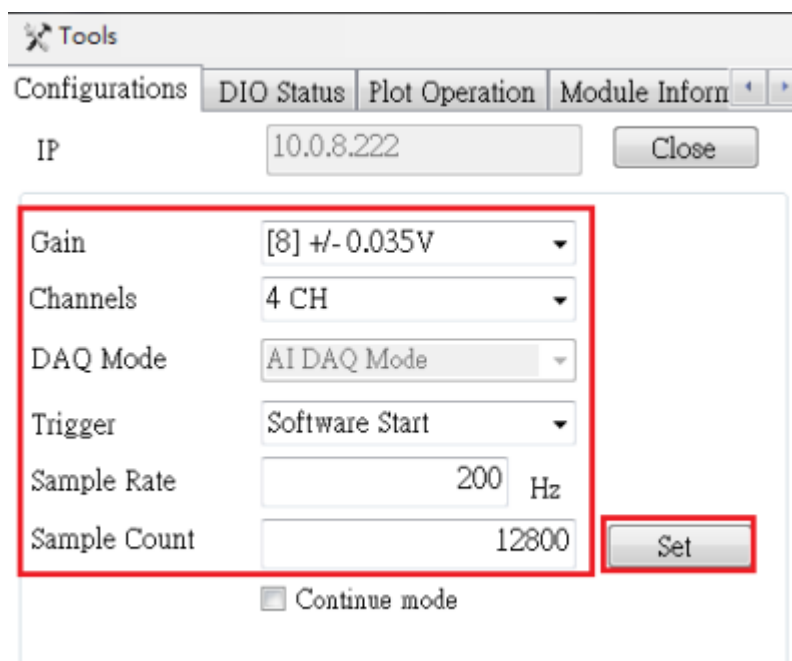 Tools
Configurations DIO Status Plot Operation Module Inform
IP 10.0.8.222 Close
Gain [8] +/- 0.035V
Channels 4 CH
DAQ Mode AI DAQ Mode
Trigger Software Start
Sample Rate 200 Hz
Sample Count 12800 Set
Continue mode